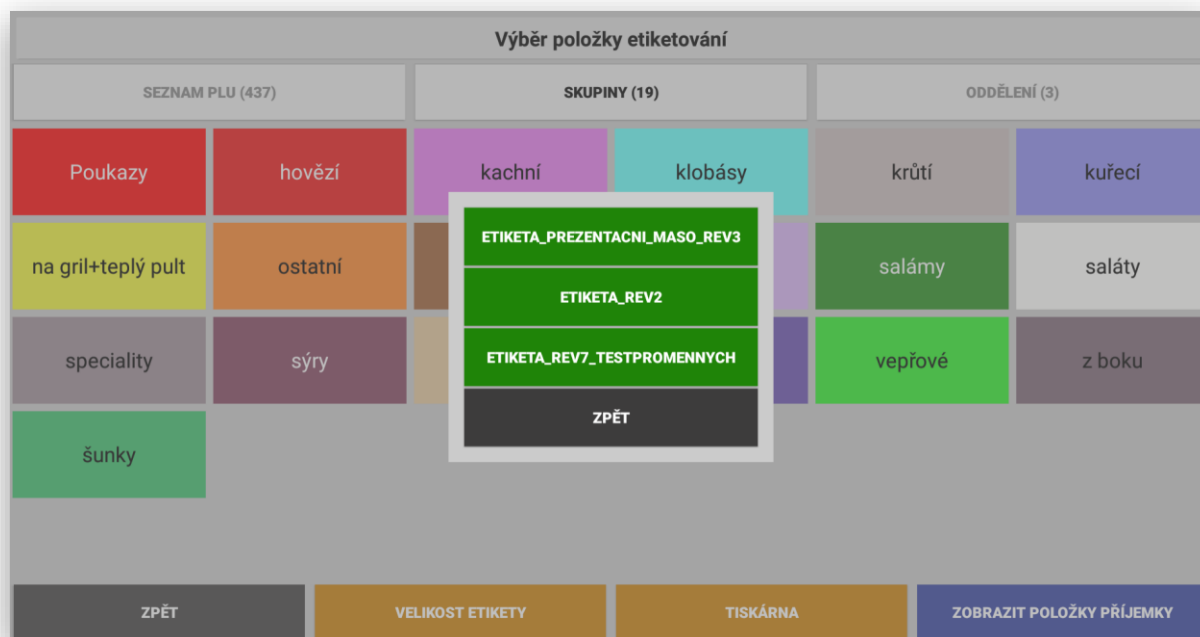 Výběr položky etiketování
SEZNAM PLU (437)
SKUPINY (19)
ODDĚLENÍ (3)
Poukazy
hovězí
kachní
klobásy
krůtí
kuřecí
ETIKETA_PREZENTACNI_MASO_REV3
na gril+teplý pult
ostatní
salámy
saláty
ETIKETA_REV2
ETIKETA_REV7_TESTPROMENNYCH
speciality
sýry
vepřové
z boku
ZPĚT
šunky
ZPĚT
VELIKOST ETIKETY
TISKÁRNA
ZOBRAZIT POLOŽKY PŘÍJEMKY